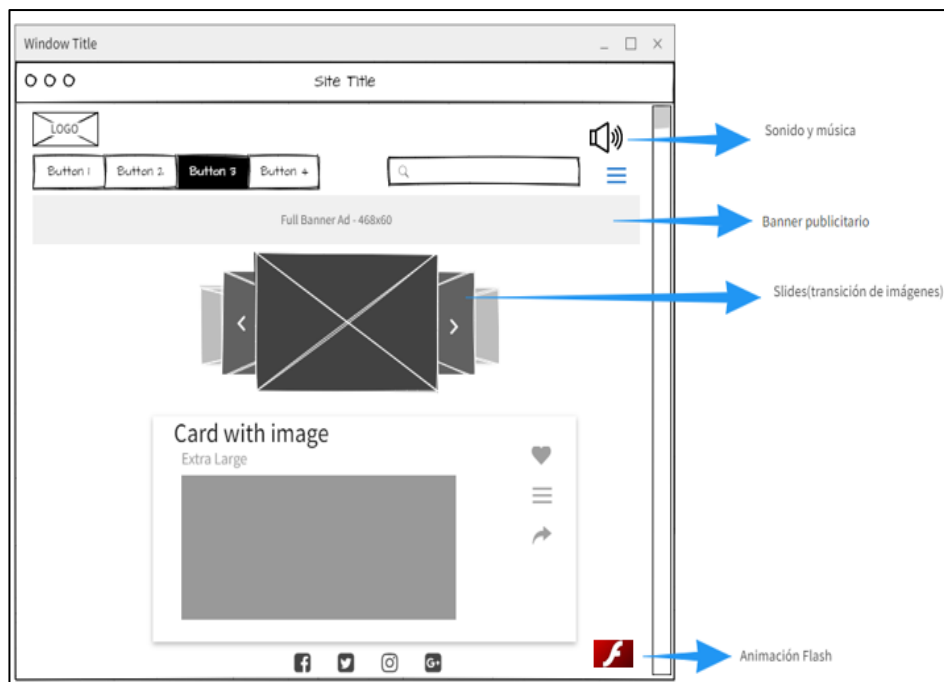 Window Title
Site Title
LOGO
Sonido y música
Button 1 Button 2 Button 3 Button 4
Full Banner Ad - 468x60
Banner publicitario
Slides(transición de imágenes)
Card with image
Extra Large
Animación Flash